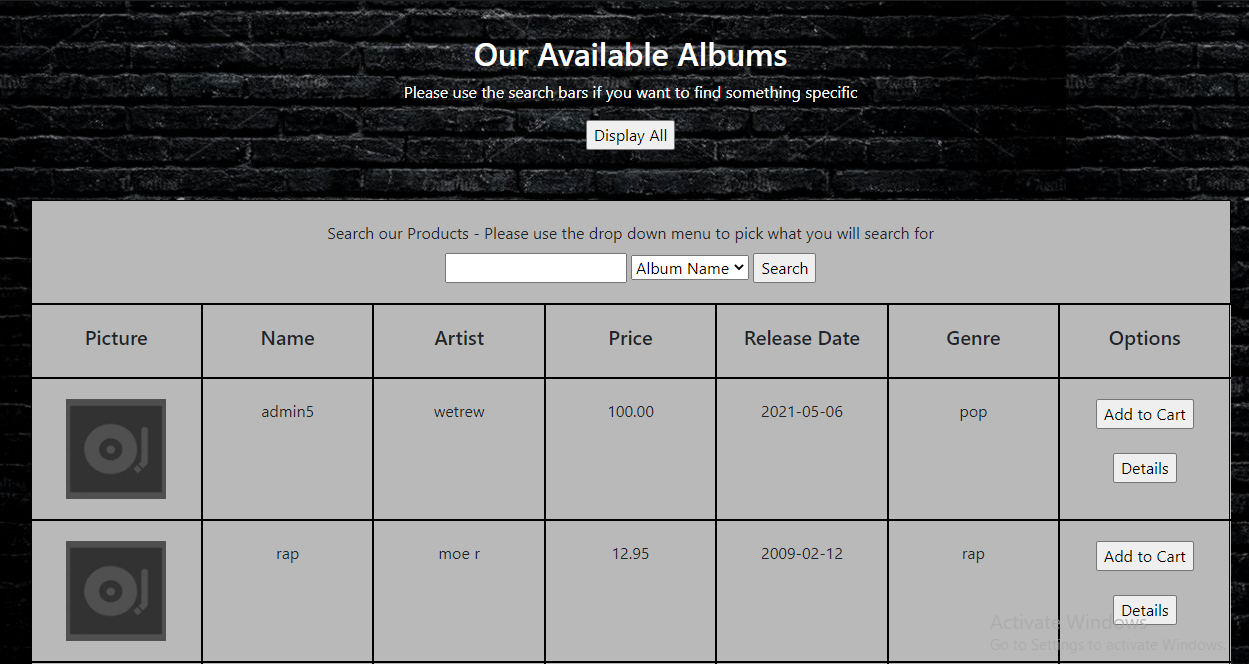 Our Available Albums
Please use the search bars if you want to find something specific
Display All
Search our Products - Please use the drop down menu to pick what you will search for
Album Name Search
Picture Name Artist Price Release Date Genre Options
admin5 wetrew 100.00 2021-05-06 pop Add to Cart
Details
rap moe r 12.95 2009-02-12 rap Add to Cart
Details
Activate Windows
Go to Settings to activate Windows.